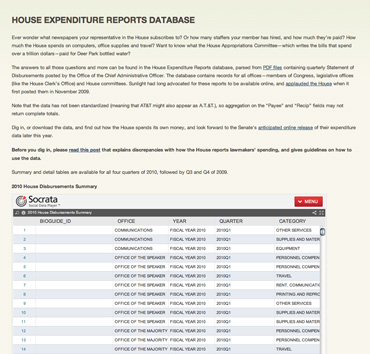 HOUSE EXPENDITURE REPORTS DATABASE
Ever wonder what newspapers your representative in the House subscribes to? Or how many staffers your member has hired, and how much they're paid? How
much the House spends on computers, office supplies and travel? Want to know what the House Appropriations Committee—which writes the bills that spend
over a trillion dollars—paid for Deer Park bottled water?
The answers to all those questions and more can be found in the House Expenditure Reports Database, parsed from PDF files containing quarterly Statement of
Disbursements posted by the Office of the Chief Administrative Officer. The database contains records for all offices—members of Congress, legislative offices
(like the House Clerk's Office) and House committees. Sunlight had long advocated for these reports to be available online, and applauded the House when it
first posted them in November 2009.
Note that the data has not been standardized (meaning that AT&T might also appear as A.T.&T.), so aggregation on the "Payee" and "Recip" fields may not
return complete totals.
Dig in, or download the data, and find out how the House spends its own money, and look forward to the Senate's anticipated online release of their expenditure
data later this year.
Before you dig in, please read this post that explains discrepancies with how the House reports lawmakers' spending, and gives guidelines on how to
use the data.
Summary and detail tables are available for all four quarters of 2010, followed by Q3 and Q4 of 2009.
2010 House Disbursements Summary
Socrata
MENU
2010 House Disbursements Summary
BIOGUIDE_ID OFFICE YEAR QUARTER CATEGORY
1 COMMUNICATIONS FISCAL YEAR 2010 2010Q1 OTHER SERVICES
2 COMMUNICATIONS FISCAL YEAR 2010 2010Q1 SUPPLIES AND MATER
3 COMMUNICATIONS FISCAL YEAR 2010 2010Q1 EQUIPMENT
4 OFFICE OF THE SPEAKER FISCAL YEAR 2010 2010Q1 PERSONNEL COMPEN
5 OFFICE OF THE SPEAKER FISCAL YEAR 2010 2010Q1 PERSONNEL COMPEN
6 OFFICE OF THE SPEAKER FISCAL YEAR 2010 2010Q1 TRAVEL
7 OFFICE OF THE SPEAKER FISCAL YEAR 2010 2010Q1 RENT, COMMUNICATI
8 OFFICE OF THE SPEAKER FISCAL YEAR 2010 2010Q1 PRINTING AND REPRO
9 OFFICE OF THE SPEAKER FISCAL YEAR 2010 2010Q1 OTHER SERVICES
10 OFFICE OF THE SPEAKER FISCAL YEAR 2010 2010Q1 SUPPLIES AND MATER
11 OFFICE OF THE SPEAKER FISCAL YEAR 2010 2010Q1 SUPPLIES AND MATER
12 OFFICE OF THE MAJORITY FISCAL YEAR 2010 2010Q1 PERSONNEL COMPEN
13 OFFICE OF THE MAJORITY FISCAL YEAR 2010 2010Q1 PERSONNEL COMPEN
14 OFFICE OF THE MAJORITY FISCAL YEAR 2010 2010Q1 TRAVEL